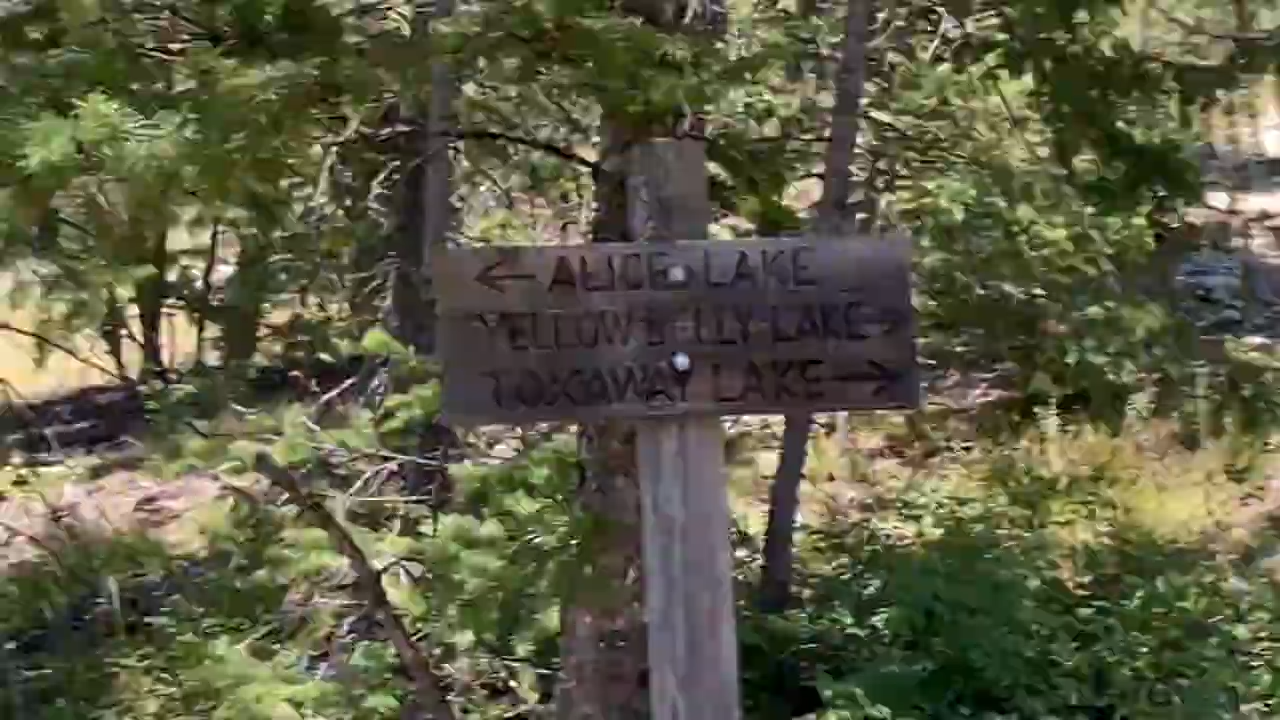 ← ALICE LAKE
YELLOW BELLY LAKE →
TOXAWAY LAKE →